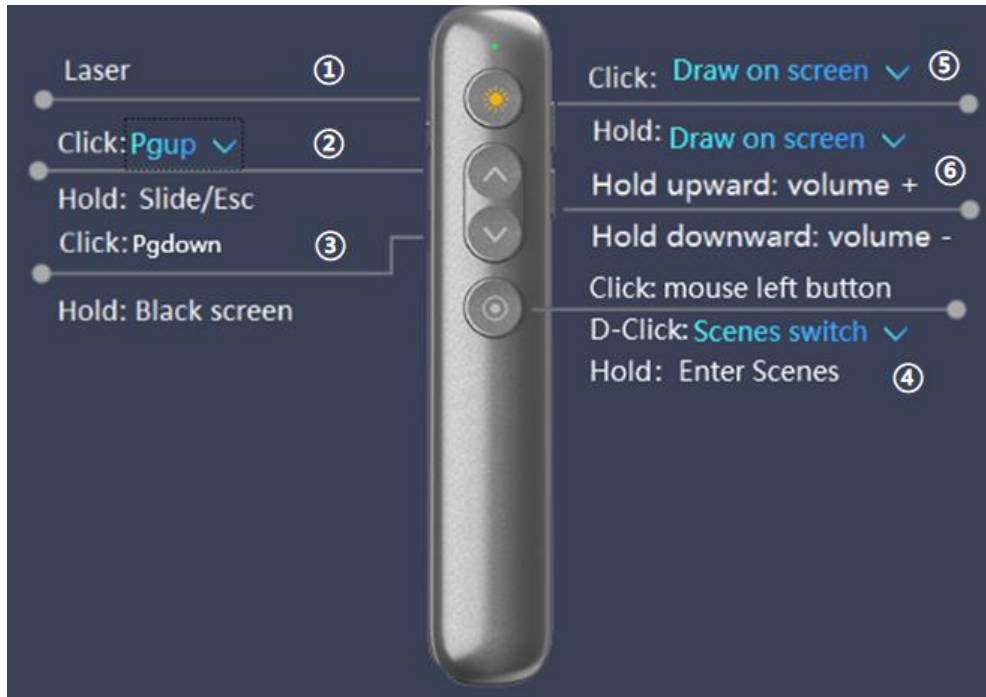 Laser ①
Click: Pgup ②
Hold: Slide/Esc
Click: Pgdown ③
Hold: Black screen
Click: Draw on screen ⑤
Hold: Draw on screen
Hold upward: volume + ⑥
Hold downward: volume -
Click: mouse left button
D-Click: Scenes switch
Hold: Enter Scenes ④